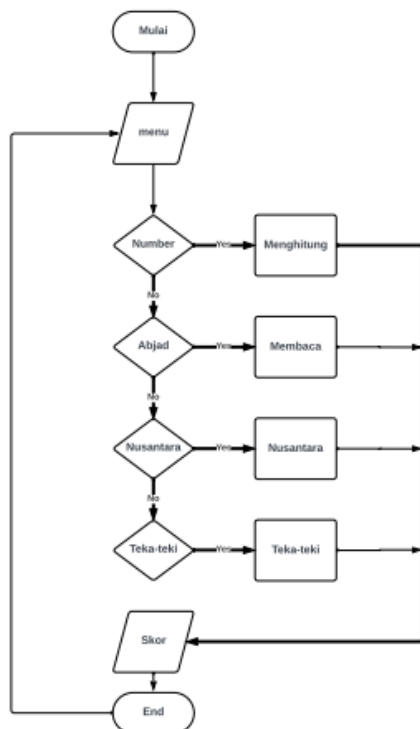 Mulai
menu
Number
Yes
Menghitung
No
Abjad
Yes
Membaca
No
Nusantara
Yes
Nusantara
No
Teka-teki
Yes
Teka-teki
Skor
End